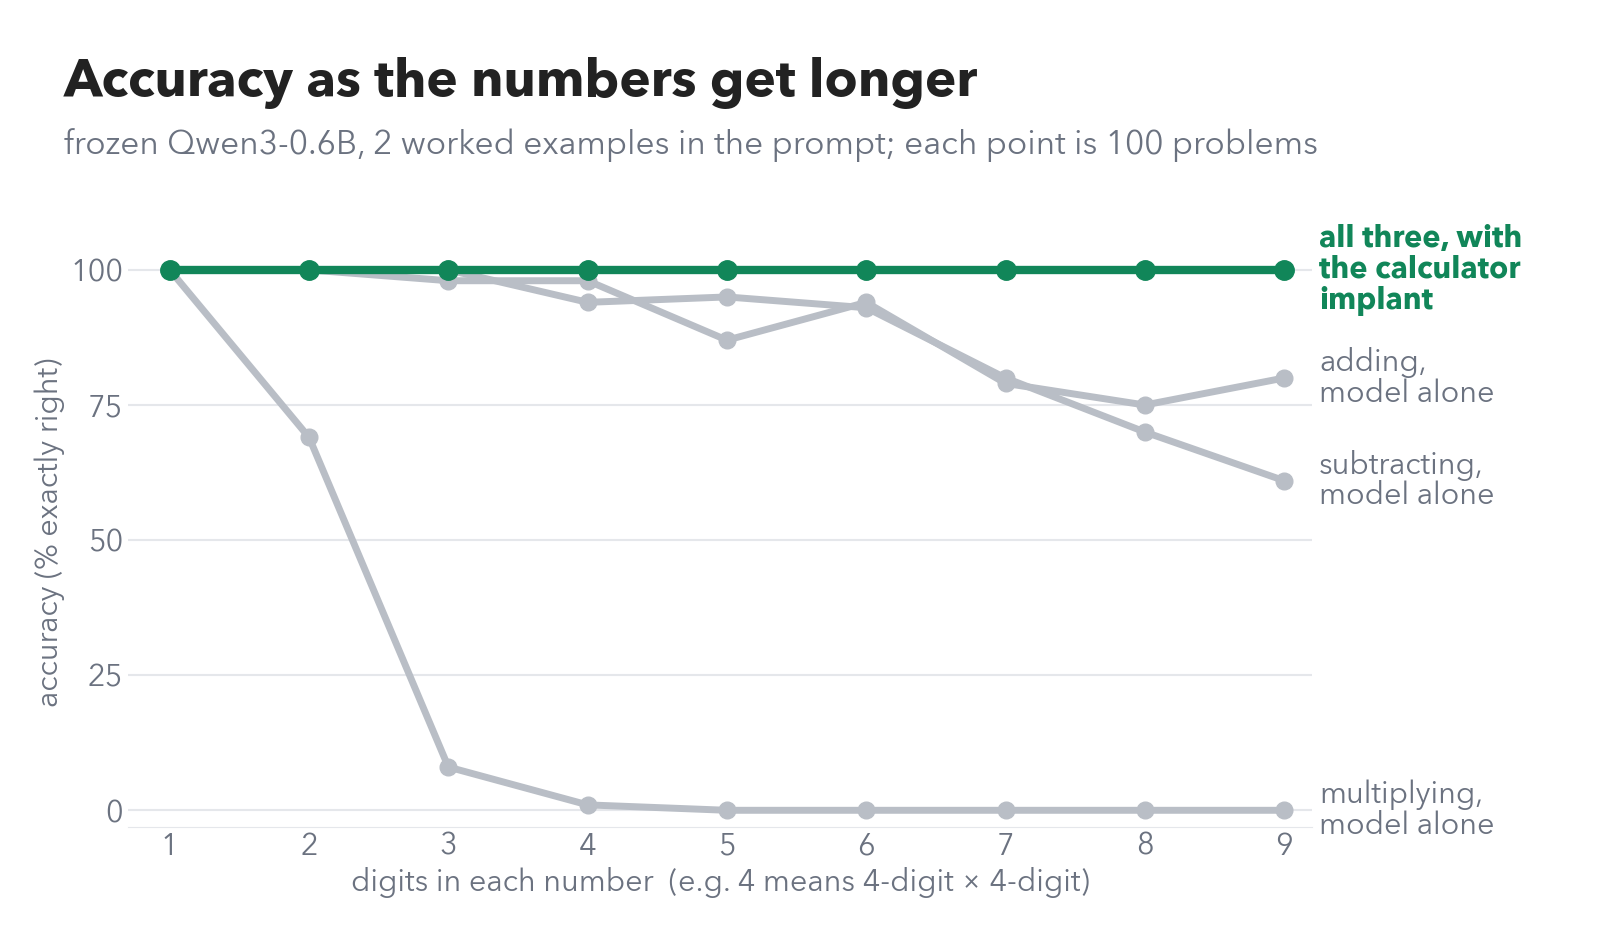 Accuracy as the numbers get longer
frozen Qwen3-0.6B, 2 worked examples in the prompt; each point is 100 problems
all three, with
the calculator
implant
adding,
model alone
subtracting,
model alone
multiplying,
model alone
accuracy (% exactly right)
100
75
50
25
0
1 2 3 4 5 6 7 8 9
digits in each number (e.g. 4 means 4-digit × 4-digit)